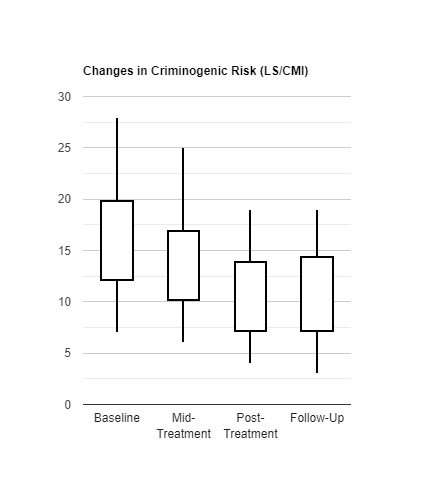 Changes in Criminogenic Risk (LS/CMI)
30
25
20
15
10
5
0
Baseline
Mid-
Treatment
Post-
Treatment
Follow-Up